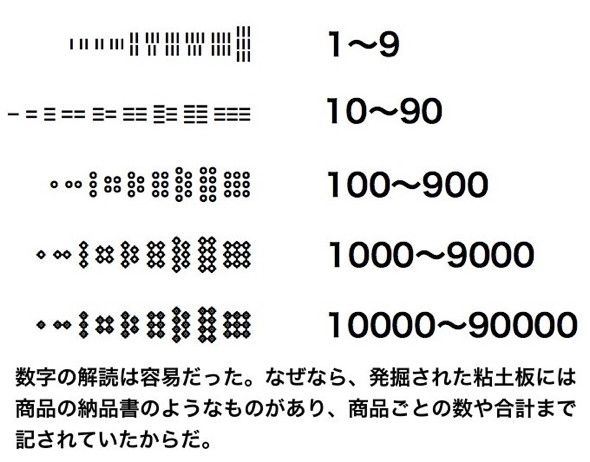 1〜9
10〜90
100〜900
1000〜9000
10000〜90000
数字の解読は容易だった。なぜなら、発掘された粘土板には
商品の納品書のようなものがあり、商品ごとの数や合計まで
記されていたからだ。